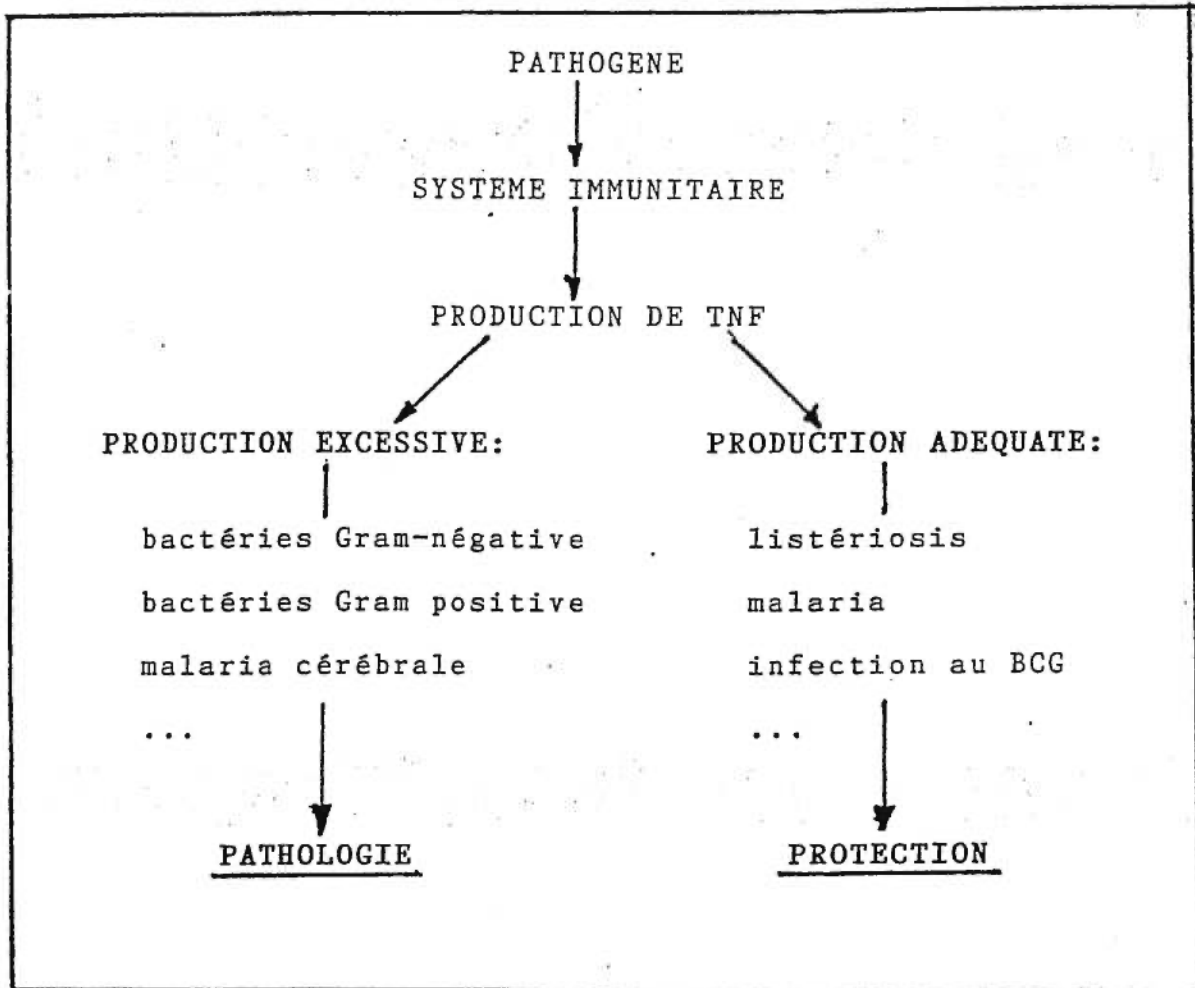 PATHOGENE
SYSTEME IMMUNITAIRE
PRODUCTION DE TNF
PRODUCTION EXCESSIVE:
bactéries Gram-négative
bactéries Gram positive
malaria cérébrale
...
PATHOLOGIE
PRODUCTION ADEQUATE:
listériosis
malaria
infection au BCG
...
PROTECTION